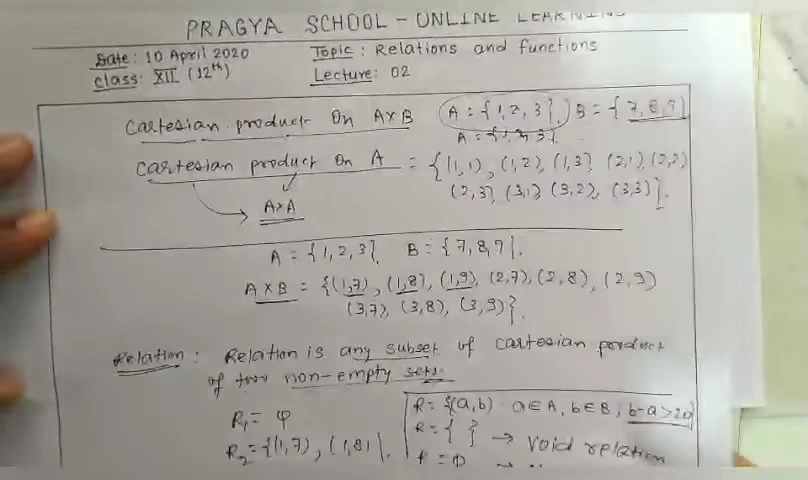 PRAGYA SCHOOL - ONLINE LEARNING
Date: 10 April 2020 Topic: Relations and functions
Class: XII (12th) Lecture: 02
Cartesian product on A×B A = {1,2,3}, B = {7,8,9}
A = {1,2,3}.
Cartesian product on A = {(1,1), (1,2), (1,3) (2,1) (2,2)
(2,3), (3,1) (3,2), (3,3)}.
A×A
A = {1,2,3}, B = {7,8,9}.
A×B = {(1,7), (1,8), (1,9), (2,7), (2,8), (2,9)
(3,7), (3,8), (3,9)}.
Relation: Relation is any subset of cartesian product
of two non-empty sets.
R₁ = φ R = {(a,b) a∈A, b∈B, b-a>20}
R₂ = {(1,7), (1,8)}. R = { } → void relation
R = φ